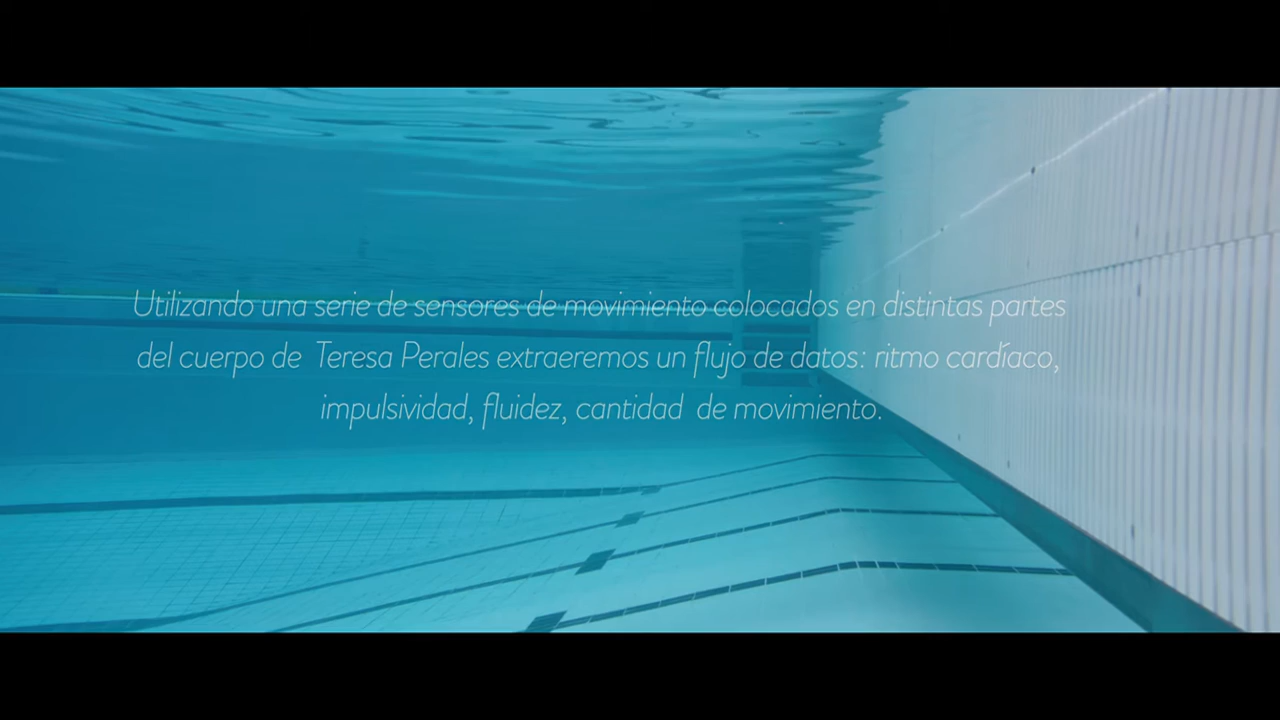 Utilizando una serie de sensores de movimiento colocados en distintas partes
del cuerpo de Teresa Perales extraeremos un flujo de datos: ritmo cardíaco,
impulsividad, fluidez, cantidad de movimiento.